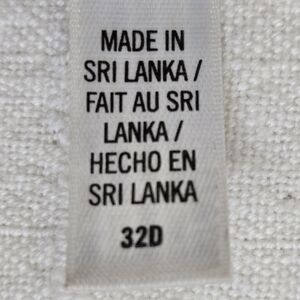 MADE IN
SRI LANKA /
FAIT AU SRI
LANKA /
HECHO EN
SRI LANKA
32D